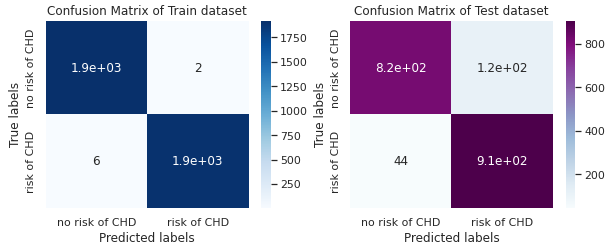 Confusion Matrix of Train dataset
True labels
no risk of CHD
risk of CHD
1.9e+03
2
6
1.9e+03
no risk of CHD
risk of CHD
Predicted labels
1750
1500
1250
1000
750
500
250
Confusion Matrix of Test dataset
True labels
no risk of CHD
risk of CHD
8.2e+02
1.2e+02
44
9.1e+02
no risk of CHD
risk of CHD
Predicted labels
800
600
400
200